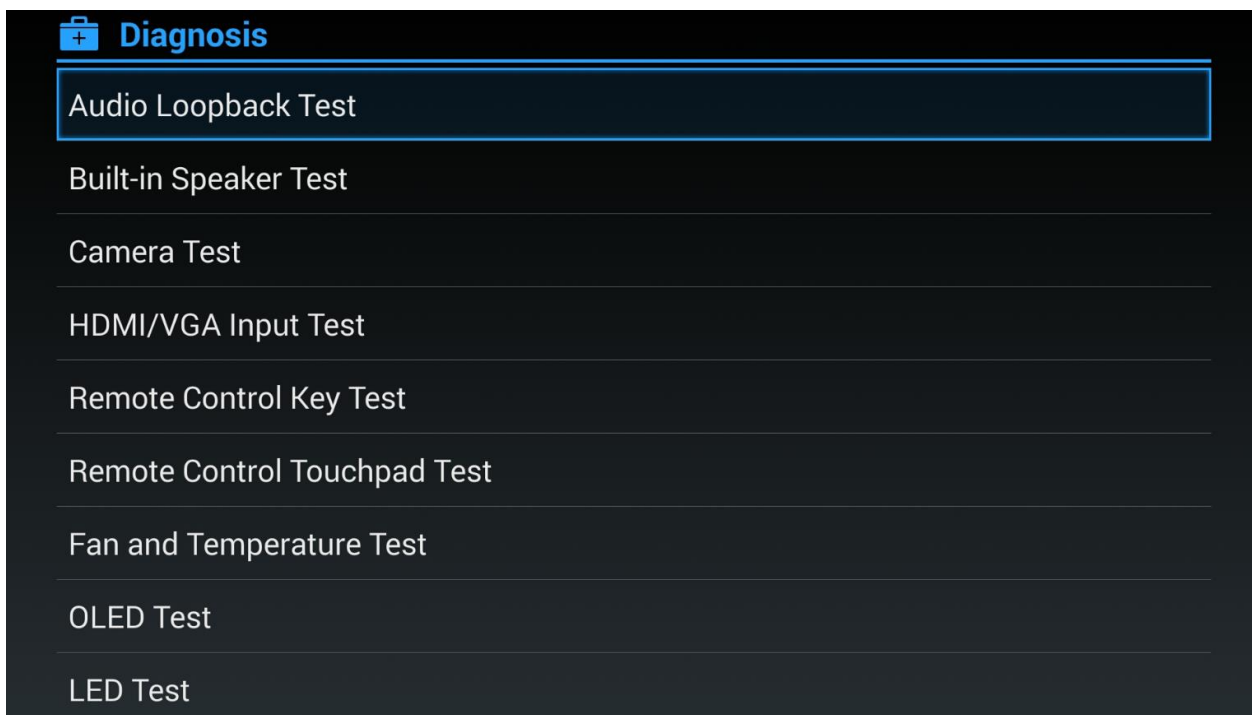 Diagnosis
Audio Loopback Test
Built-in Speaker Test
Camera Test
HDMI/VGA Input Test
Remote Control Key Test
Remote Control Touchpad Test
Fan and Temperature Test
OLED Test
LED Test